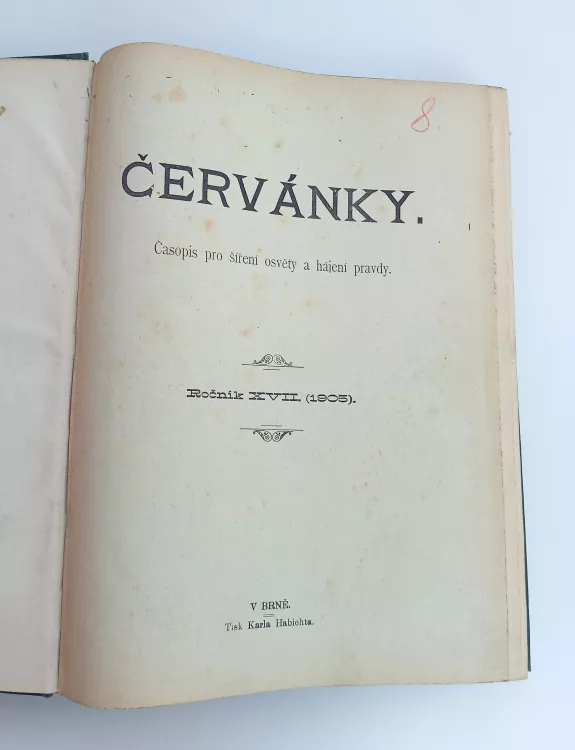 8
ČERVÁNKY.
Časopis pro šíření osvěty a hájení pravdy.
Ročník XVII. (1905).
V BRNĚ.
Tisk Karla Habichta.